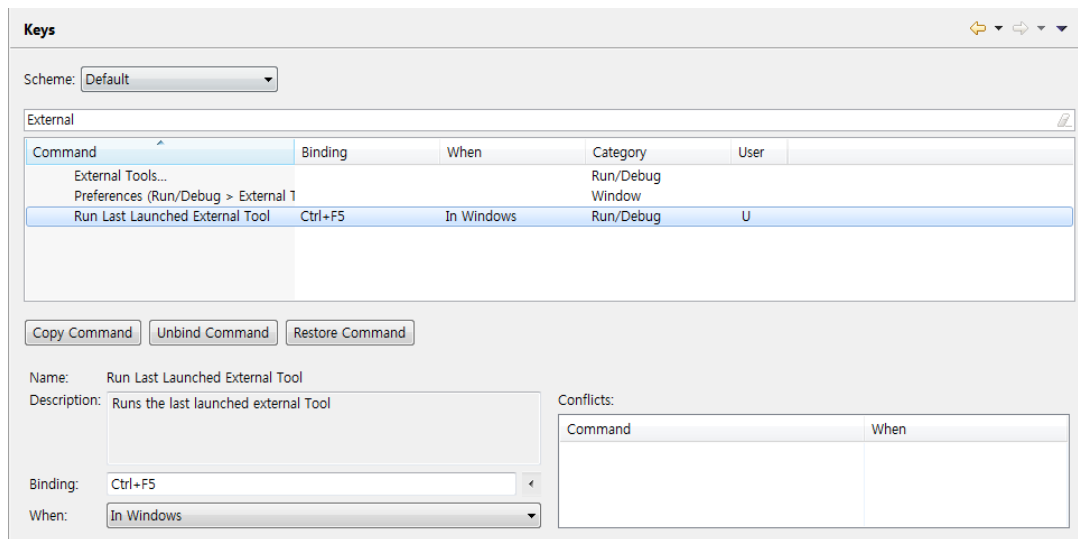 Keys
Scheme: Default
External
Command Binding When Category User
External Tools... Run/Debug
Preferences (Run/Debug > External T Window
Run Last Launched External Tool Ctrl+F5 In Windows Run/Debug U
Copy Command Unbind Command Restore Command
Name: Run Last Launched External Tool
Description: Runs the last launched external Tool
Conflicts:
Command When
Binding: Ctrl+F5
When: In Windows